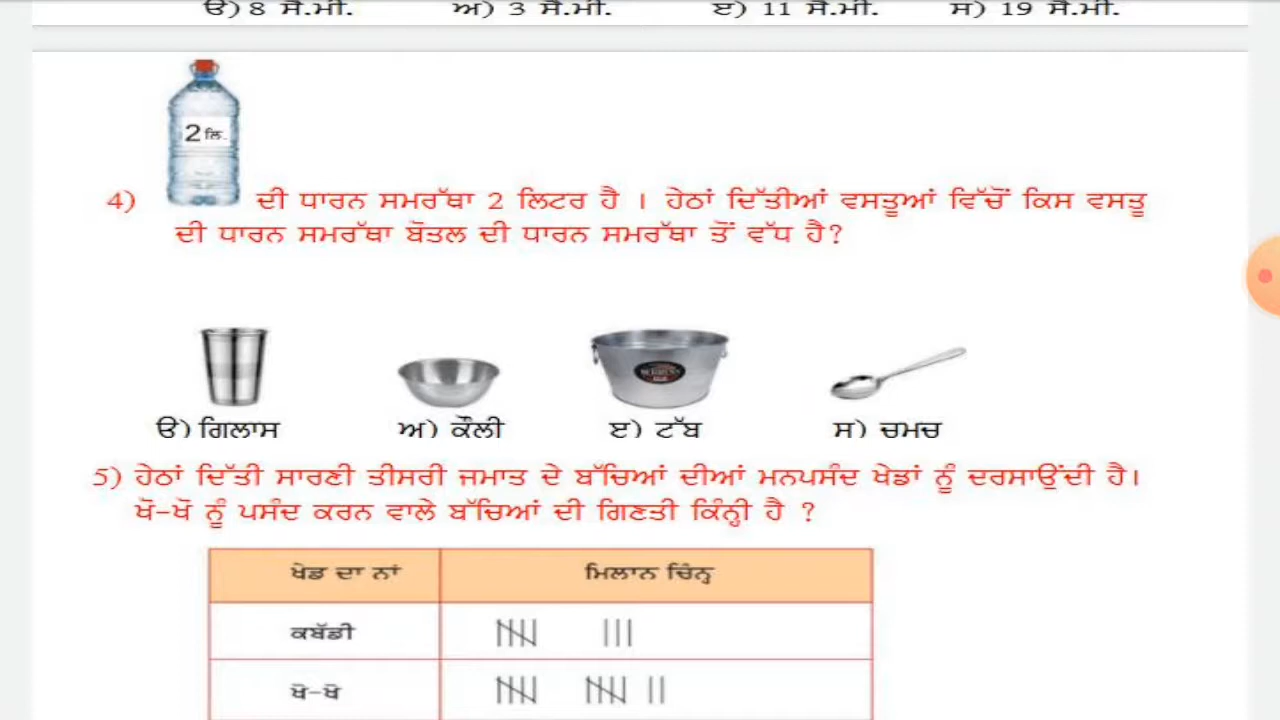 ੳ) 8 ਸੈਂ.ਮੀ. ਅ) 3 ਸੈਂ.ਮੀ. ੲ) 11 ਸੈਂ.ਮੀ. ਸ) 19 ਸੈਂ.ਮੀ.
2 ਲਿ.
4) ਦੀ ਧਾਰਨ ਸਮਰੱਥਾ 2 ਲਿਟਰ ਹੈ । ਹੇਠਾਂ ਦਿੱਤੀਆਂ ਵਸਤੂਆਂ ਵਿੱਚੋਂ ਕਿਸ ਵਸਤੂ
ਦੀ ਧਾਰਨ ਸਮਰੱਥਾ ਬੋਤਲ ਦੀ ਧਾਰਨ ਸਮਰੱਥਾ ਤੋਂ ਵੱਧ ਹੈ?
ੳ) ਗਿਲਾਸ ਅ) ਕੌਲੀ ੲ) ਟੱਬ ਸ) ਚਮਚ
5) ਹੇਠਾਂ ਦਿੱਤੀ ਸਾਰਣੀ ਤੀਸਰੀ ਜਮਾਤ ਦੇ ਬੱਚਿਆਂ ਦੀਆਂ ਮਨਪਸੰਦ ਖੇਡਾਂ ਨੂੰ ਦਰਸਾਉਂਦੀ ਹੈ।
ਖੋ-ਖੋ ਨੂੰ ਪਸੰਦ ਕਰਨ ਵਾਲੇ ਬੱਚਿਆਂ ਦੀ ਗਿਣਤੀ ਕਿੰਨ੍ਹੀ ਹੈ ?
ਖੇਡ ਦਾ ਨਾਂ ਮਿਲਾਨ ਚਿੰਨ੍ਹ
ਕਬੱਡੀ
ਖੋ-ਖੋ